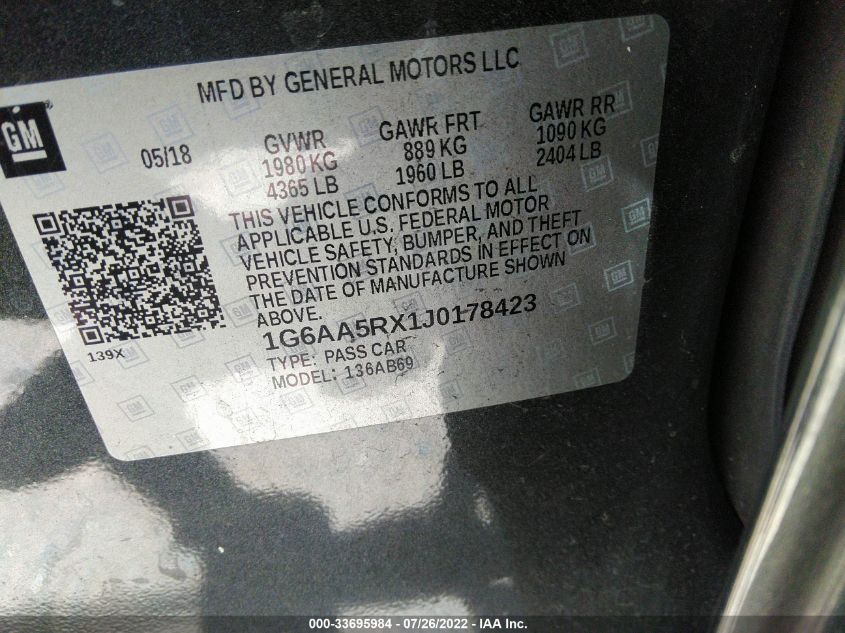 MFD BY GENERAL MOTORS LLC
GM
05/18
GVWR
1980 KG
4365 LB
GAWR FRT
889 KG
1960 LB
GAWR RR
1090 KG
2404 LB
THIS VEHICLE CONFORMS TO ALL
APPLICABLE U.S. FEDERAL MOTOR
VEHICLE SAFETY, BUMPER, AND THEFT
PREVENTION STANDARDS IN EFFECT ON
THE DATE OF MANUFACTURE SHOWN
ABOVE.
1G6AA5RX1J0178423
TYPE: PASS CAR
MODEL: 136AB69
139X
000-33695984 / 07/26/2022 - IAA Inc.